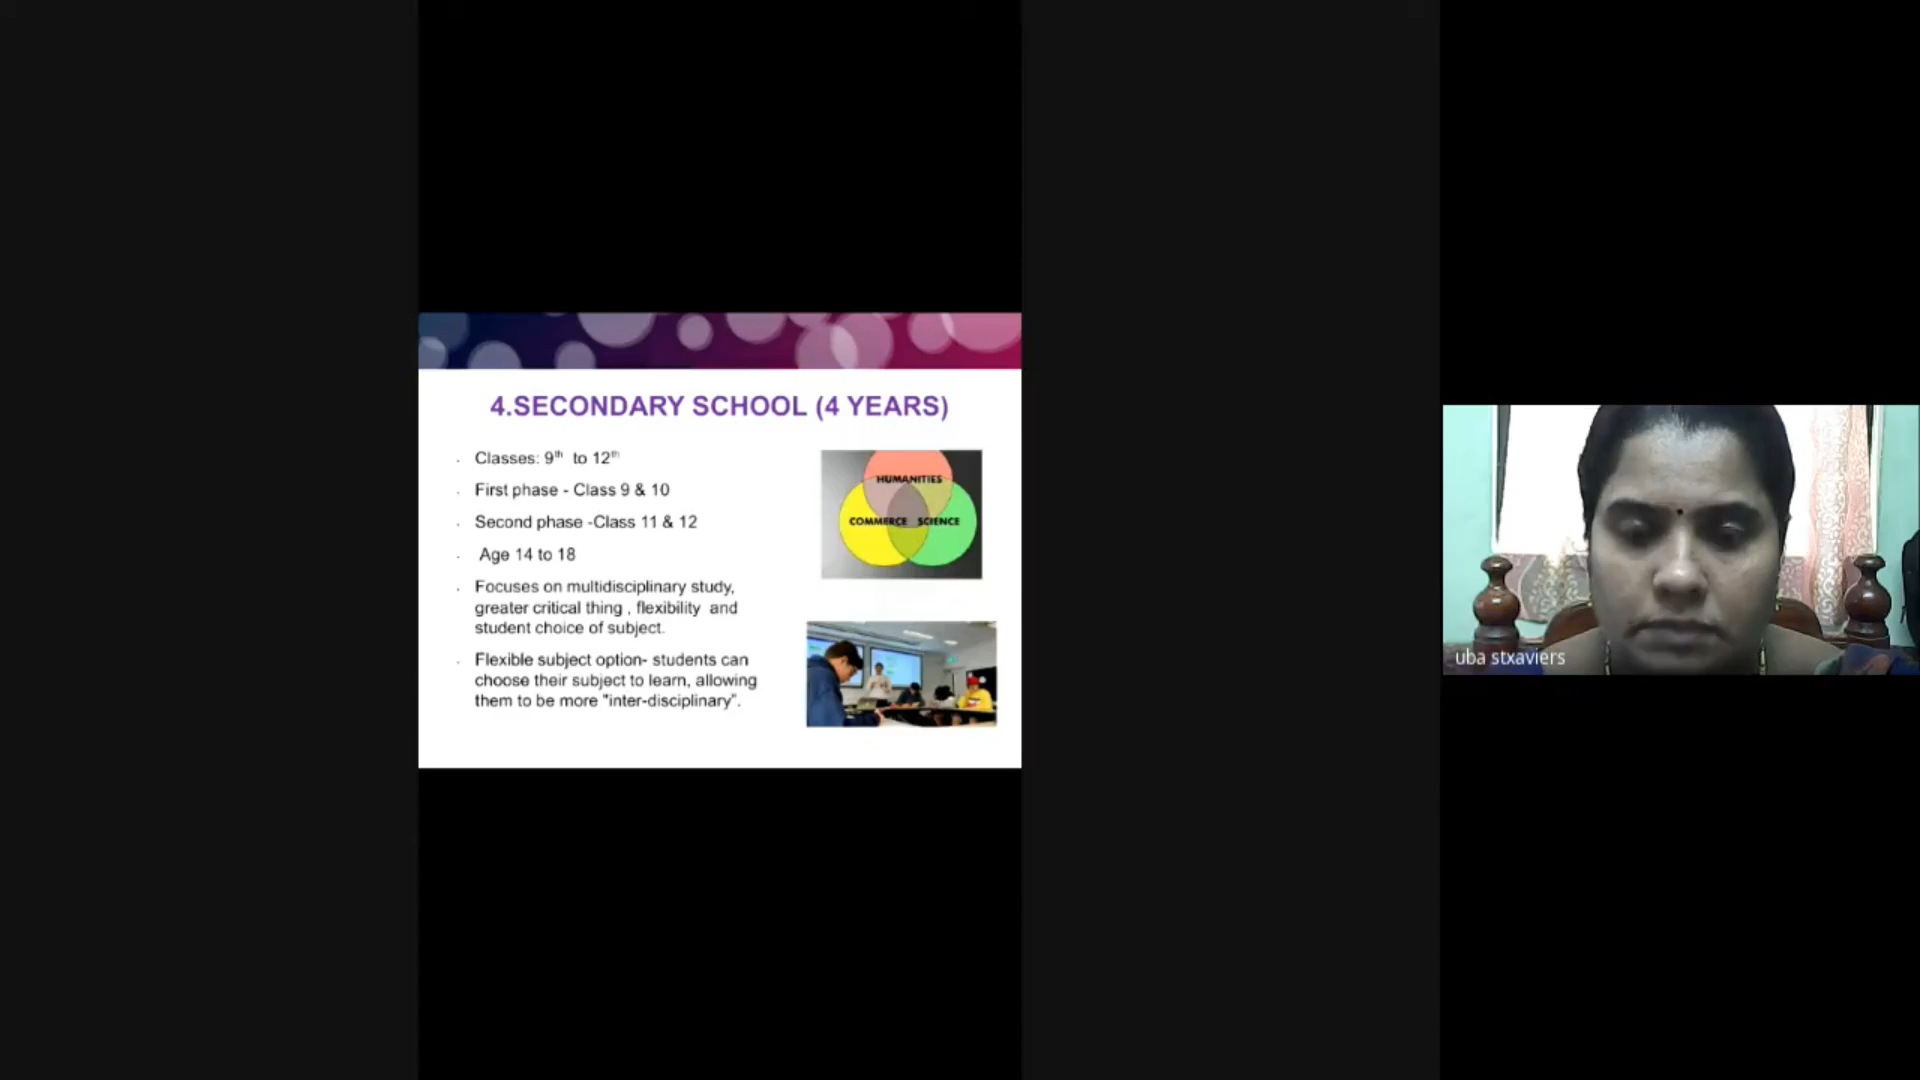 4.SECONDARY SCHOOL (4 YEARS)
Classes: 9th to 12th
First phase - Class 9 & 10
Second phase -Class 11 & 12
Age 14 to 18
Focuses on multidisciplinary study,
greater critical thing , flexibility and
student choice of subject.
Flexible subject option- students can
choose their subject to learn, allowing
them to be more "inter-disciplinary".
HUMANITIES
COMMERCE SCIENCE
uba stxaviers